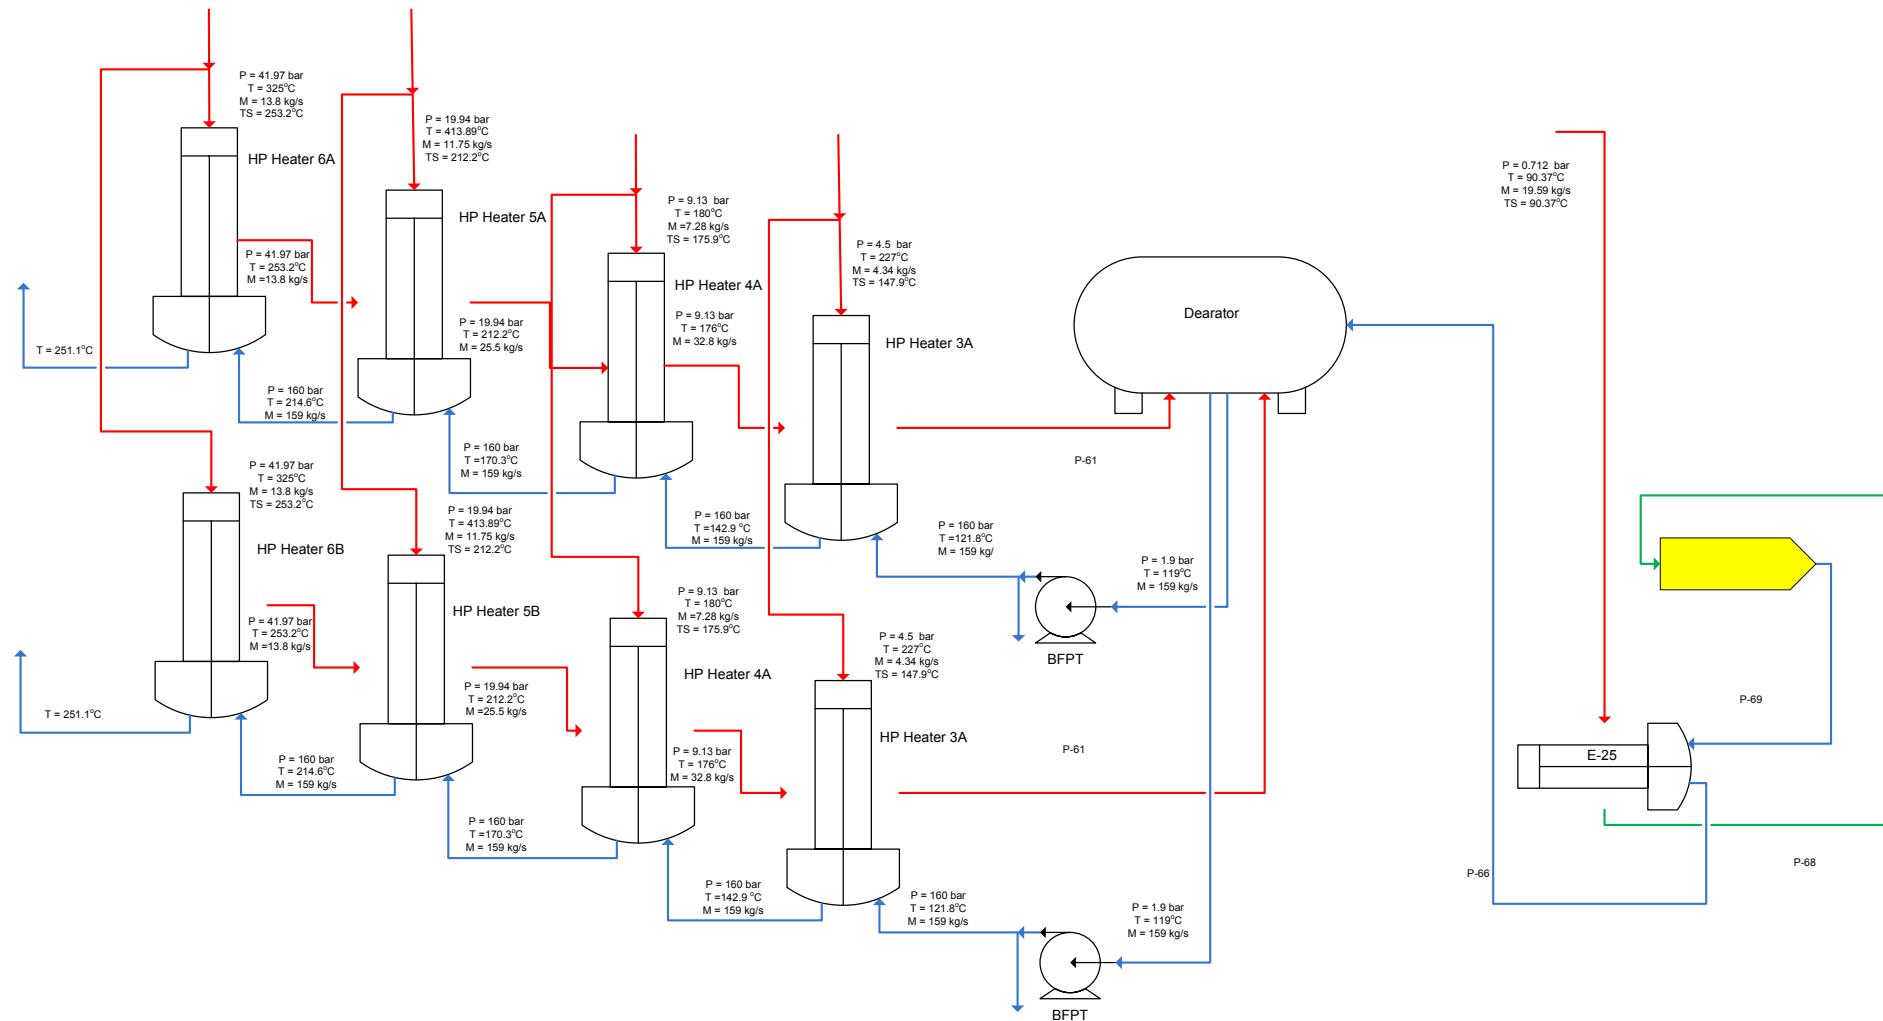 P = 41.97 bar
T = 325°C
M = 13.8 kg/s
TS = 253.2°C
HP Heater 6A
P = 19.94 bar
T = 413.89°C
M = 11.75 kg/s
TS = 212.2°C
HP Heater 5A
P = 9.13 bar
T = 180°C
M =7.28 kg/s
TS = 175.9°C
HP Heater 4A
P = 4.5 bar
T = 227°C
M = 4.34 kg/s
TS = 147.9°C
HP Heater 3A
P = 0.712 bar
T = 90.37°C
M = 19.59 kg/s
TS = 90.37°C
Dearator
P = 41.97 bar
T = 253.2°C
M =13.8 kg/s
P = 19.94 bar
T = 212.2°C
M = 25.5 kg/s
P = 9.13 bar
T = 176°C
M = 32.8 kg/s
T = 251.1°C
P = 160 bar
T = 214.6°C
M = 159 kg/s
P = 160 bar
T =170.3°C
M = 159 kg/s
P = 160 bar
T =142.9 °C
M = 159 kg/s
P = 160 bar
T =121.8°C
M = 159 kg/
P-61
P = 1.9 bar
T = 119°C
M = 159 kg/s
BFPT
P = 41.97 bar
T = 325°C
M = 13.8 kg/s
TS = 253.2°C
HP Heater 6B
P = 19.94 bar
T = 413.89°C
M = 11.75 kg/s
TS = 212.2°C
HP Heater 5B
P = 9.13 bar
T = 180°C
M =7.28 kg/s
TS = 175.9°C
HP Heater 4A
P = 4.5 bar
T = 227°C
M = 4.34 kg/s
TS = 147.9°C
HP Heater 3A
P = 41.97 bar
T = 253.2°C
M =13.8 kg/s
P = 19.94 bar
T = 212.2°C
M =25.5 kg/s
P = 9.13 bar
T = 176°C
M = 32.8 kg/s
P-61
P-69
E-25
T = 251.1°C
P = 160 bar
T = 214.6°C
M = 159 kg/s
P = 160 bar
T =170.3°C
M = 159 kg/s
P = 160 bar
T =142.9 °C
M = 159 kg/s
P = 160 bar
T = 121.8°C
M = 159 kg/s
P = 1.9 bar
T = 119°C
M = 159 kg/s
BFPT
P-66
P-68